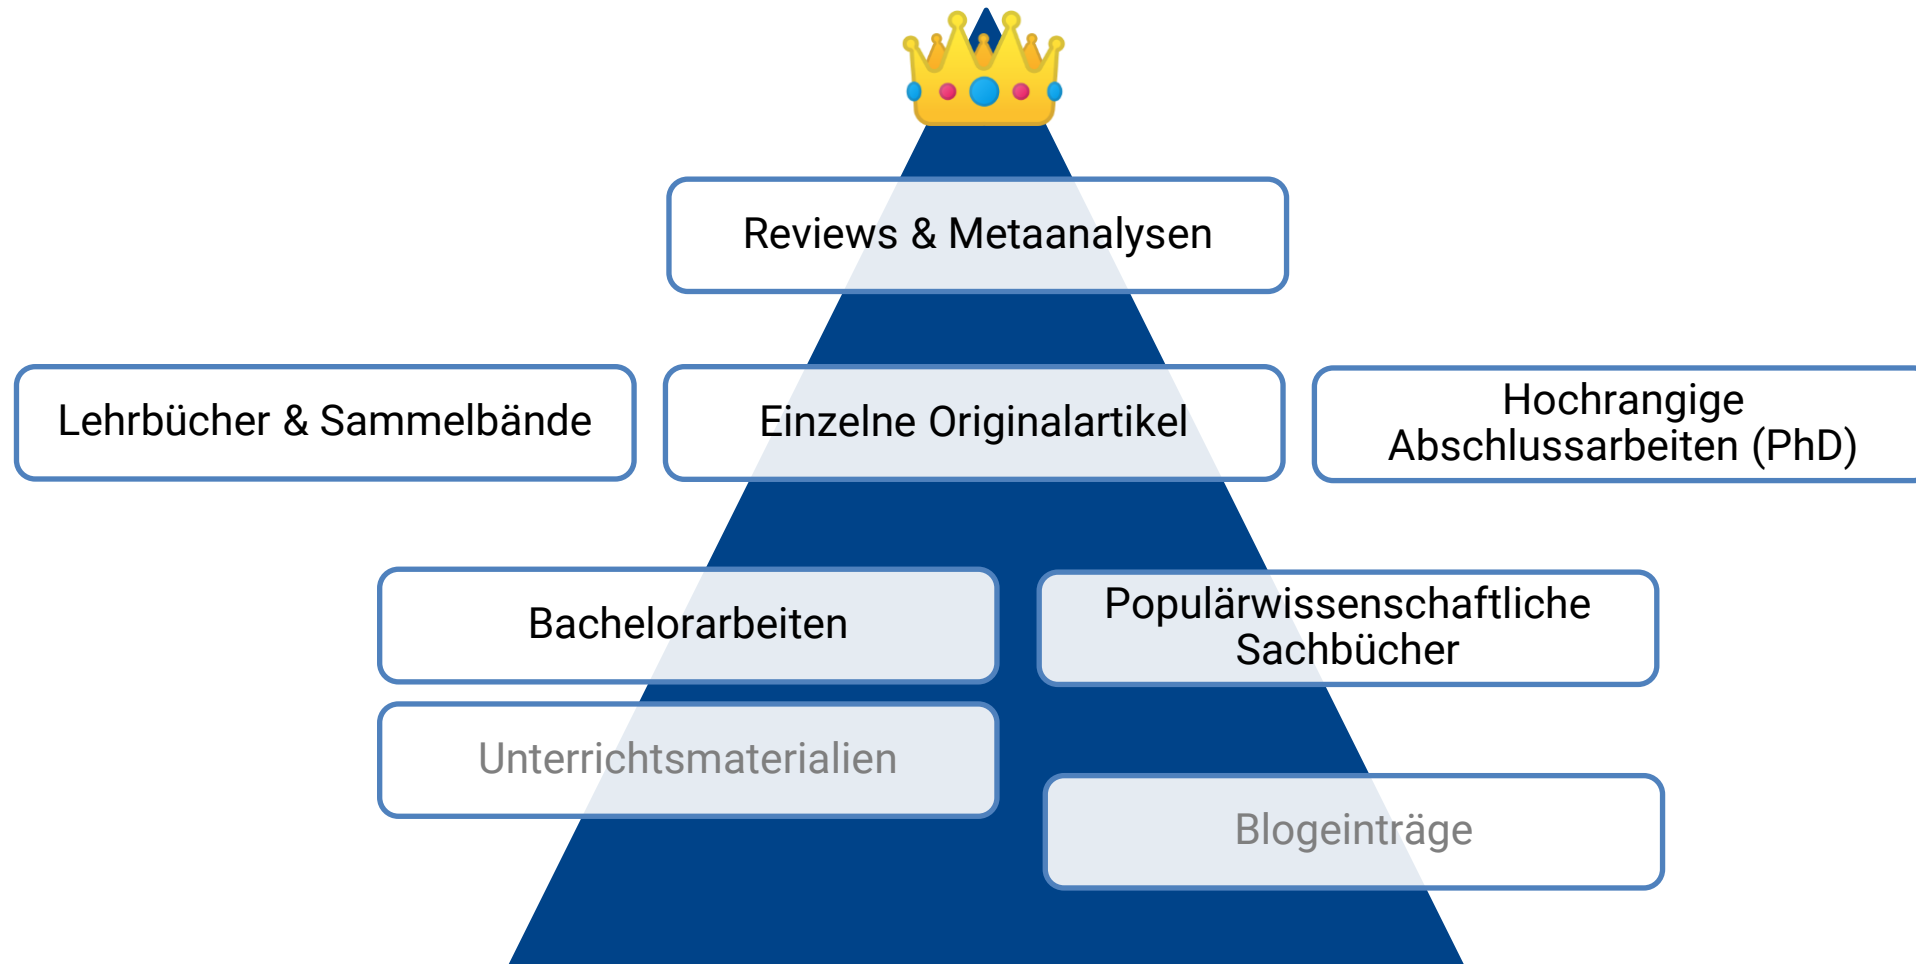 Reviews & Metaanalysen
Lehrbücher & Sammelbände
Einzelne Originalartikel
Hochrangige
Abschlussarbeiten (PhD)
Bachelorarbeiten
Populärwissenschaftliche
Sachbücher
Unterrichtsmaterialien
Blogeinträge